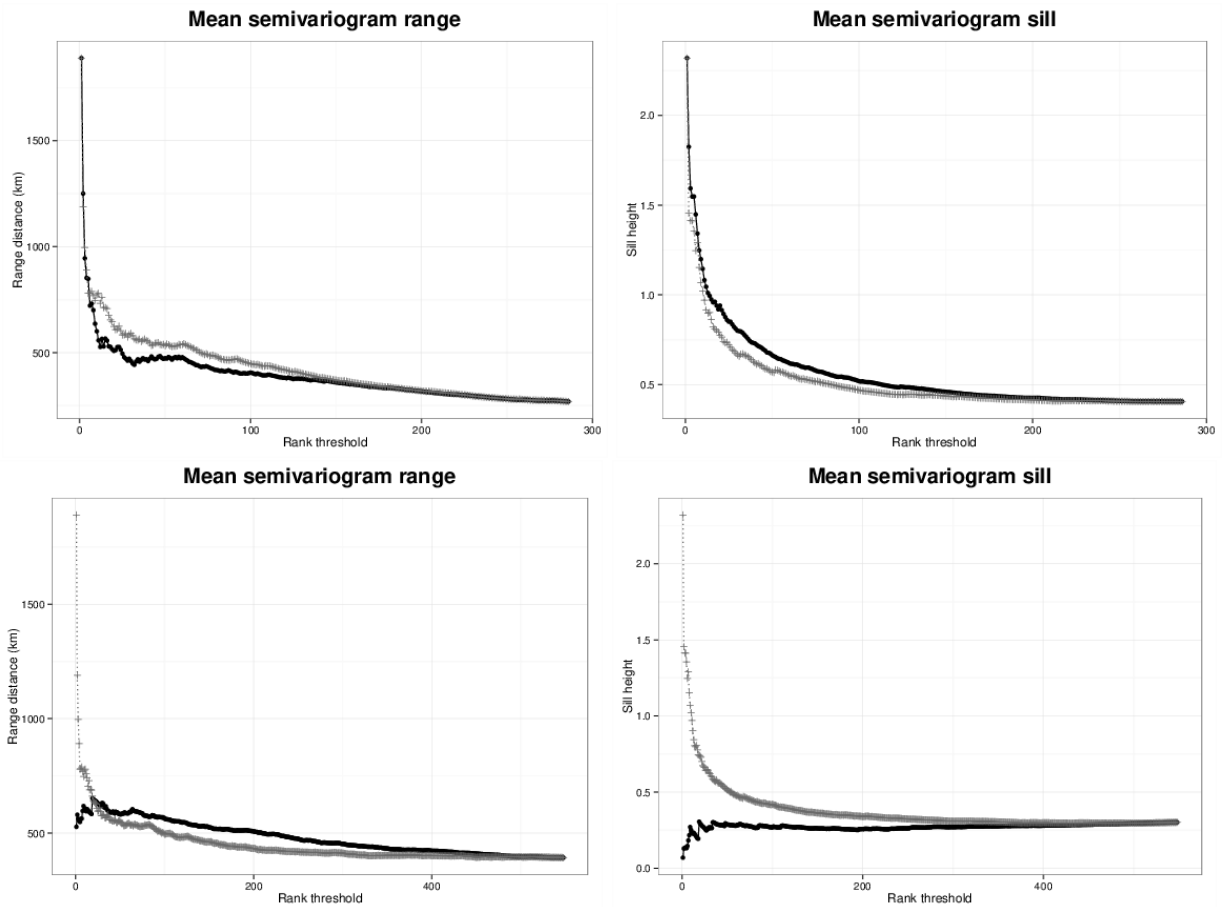 Mean semivariogram range
Range distance (km)
1500
1000
500
0
100
200
300
Rank threshold
Mean semivariogram sill
Sill height
2.0
1.5
1.0
0.5
0
100
200
300
Rank threshold
Mean semivariogram range
Range distance (km)
1500
1000
500
0
200
400
Rank threshold
Mean semivariogram sill
Sill height
2.0
1.5
1.0
0.5
0.0
0
200
400
Rank threshold